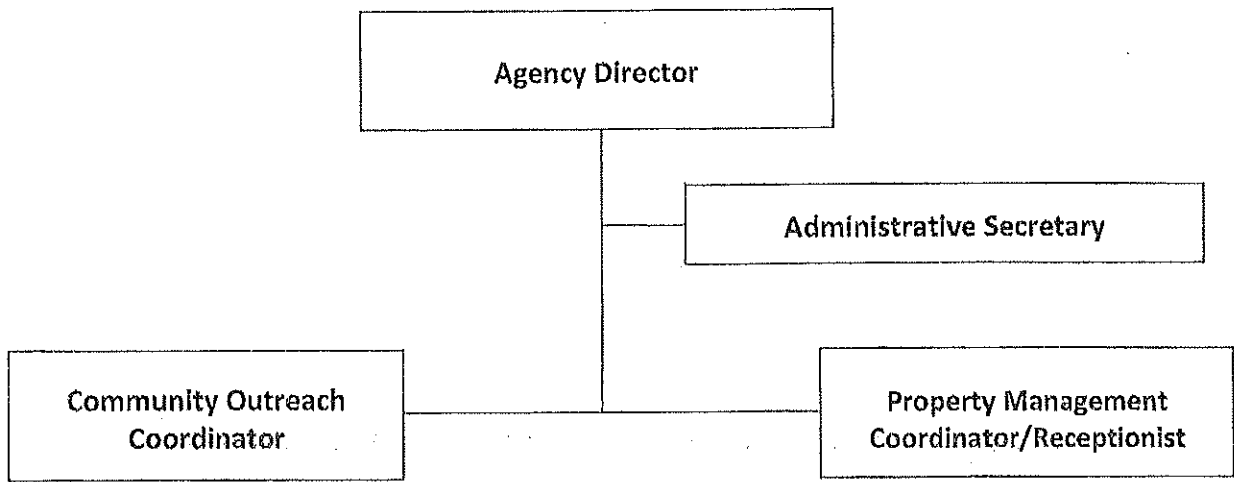 Agency Director
Administrative Secretary
Community Outreach
Coordinator
Property Management
Coordinator/Receptionist